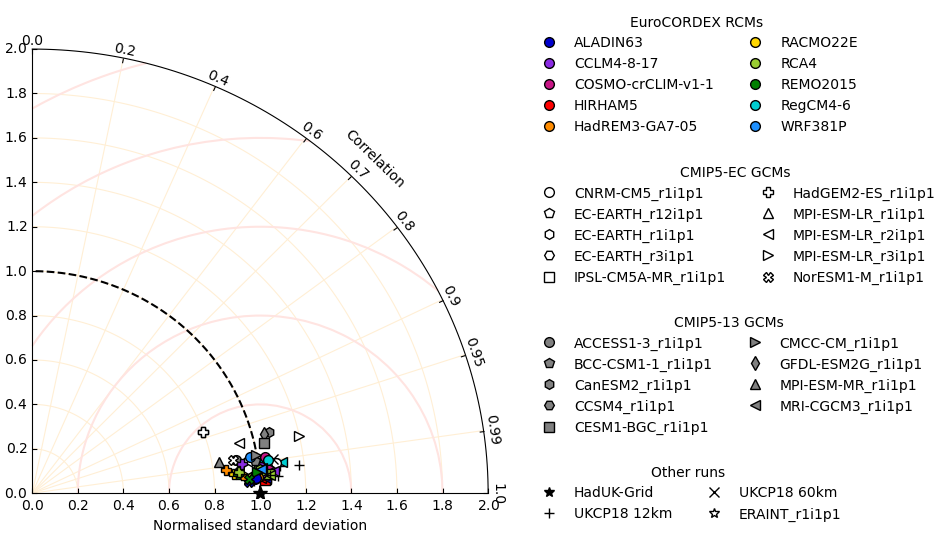 EuroCORDEX RCMs
ALADIN63
RACMO22E
CCLM4-8-17
RCA4
COSMO-crCLIM-v1-1
REMO2015
HIRHAM5
RegCM4-6
HadREM3-GA7-05
WRF381P
CMIP5-EC GCMs
CNRM-CM5_r1i1p1
HadGEM2-ES_r1i1p1
EC-EARTH_r12i1p1
MPI-ESM-LR_r1i1p1
EC-EARTH_r1i1p1
MPI-ESM-LR_r2i1p1
EC-EARTH_r3i1p1
MPI-ESM-LR_r3i1p1
IPSL-CM5A-MR_r1i1p1
NorESM1-M_r1i1p1
CMIP5-13 GCMs
ACCESS1-3_r1i1p1
CMCC-CM_r1i1p1
BCC-CSM1-1_r1i1p1
GFDL-ESM2G_r1i1p1
CanESM2_r1i1p1
MPI-ESM-MR_r1i1p1
CCSM4_r1i1p1
MRI-CGCM3_r1i1p1
CESM1-BGC_r1i1p1
Other runs
HadUK-Grid
UKCP18 60km
UKCP18 12km
ERAINT_r1i1p1
Correlation
0.0
0.2
0.4
0.6
0.7
0.8
0.9
0.95
0.99
1.0
2.0
1.8
1.6
1.4
1.2
1.0
0.8
0.6
0.4
0.2
0.0
0.0
0.2
0.4
0.6
0.8
1.0
1.2
1.4
1.6
1.8
2.0
Normalised standard deviation